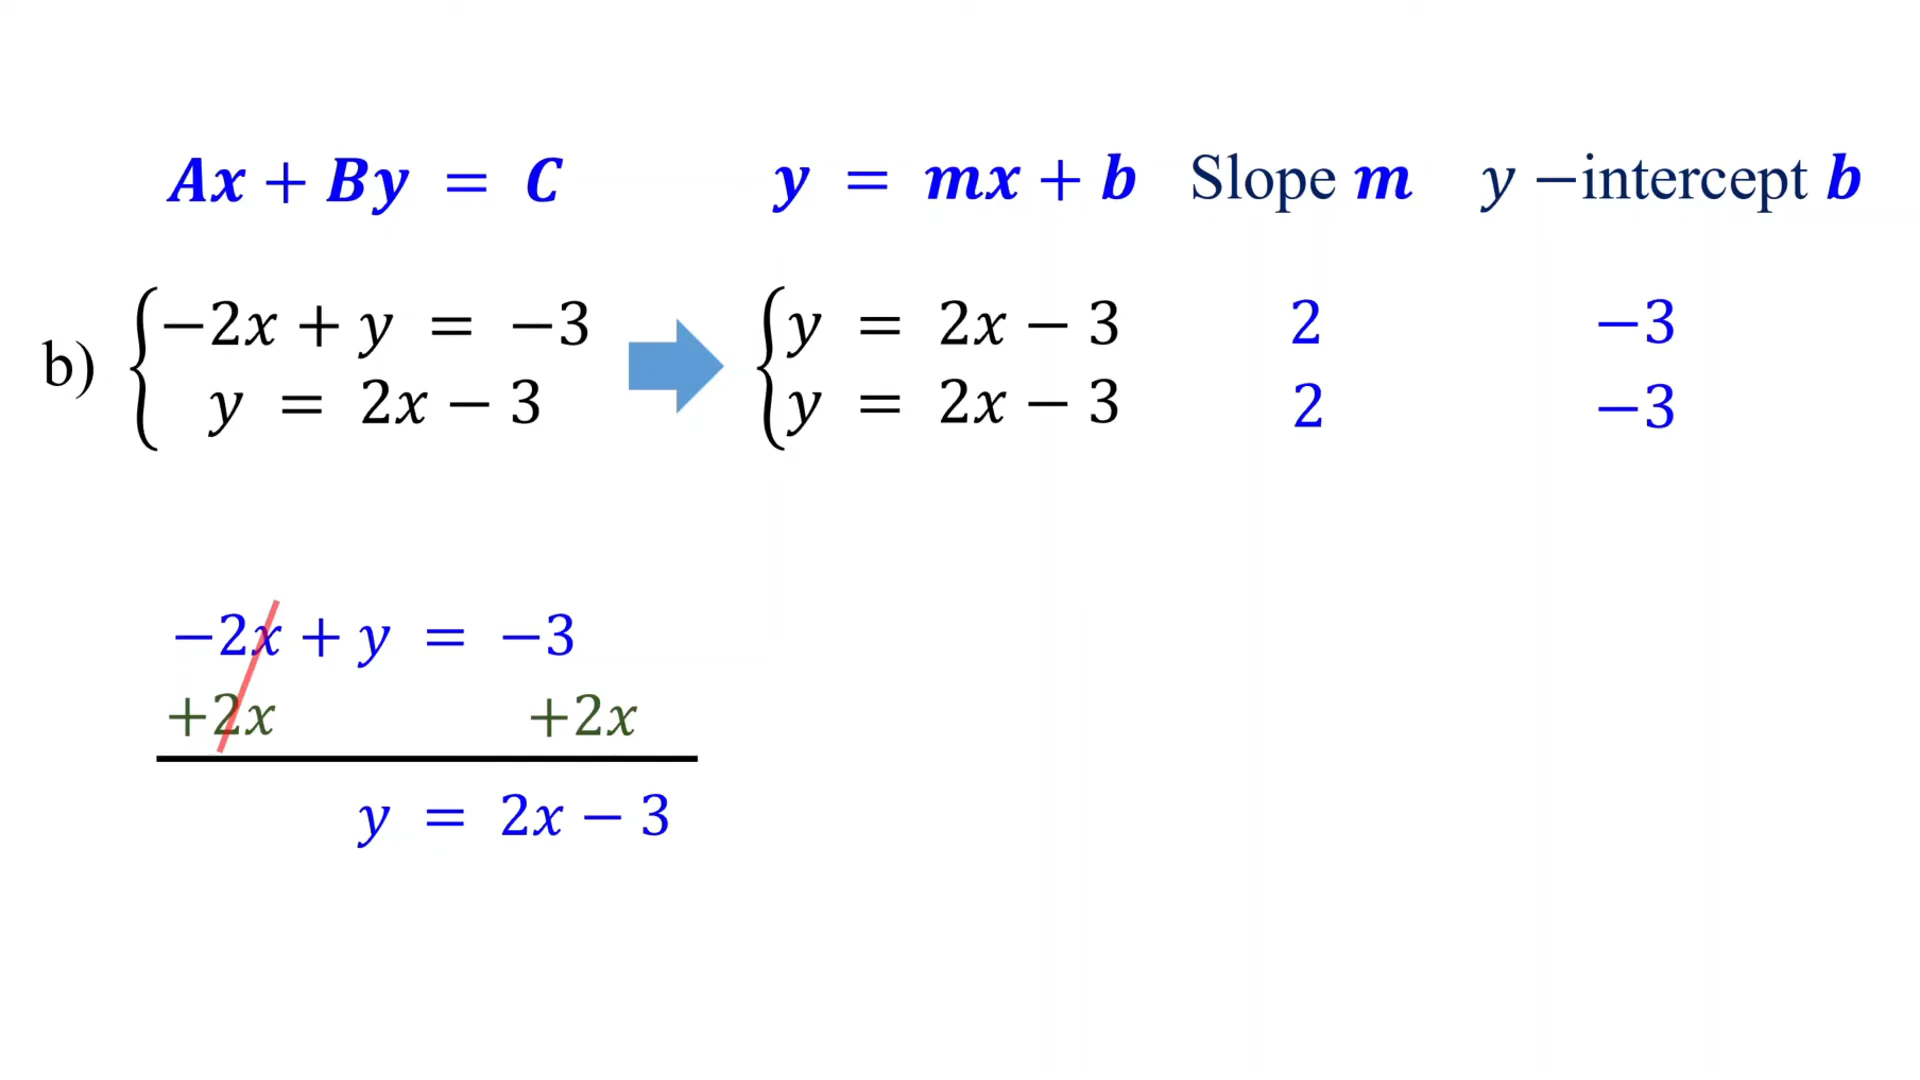 Ax + By = C    y = mx + b    Slope m    y −intercept b
b) −2x + y = −3    y = 2x − 3    2    −3
y = 2x − 3    y = 2x − 3    2    −3
−2x + y = −3
+2x    +2x
y = 2x − 3